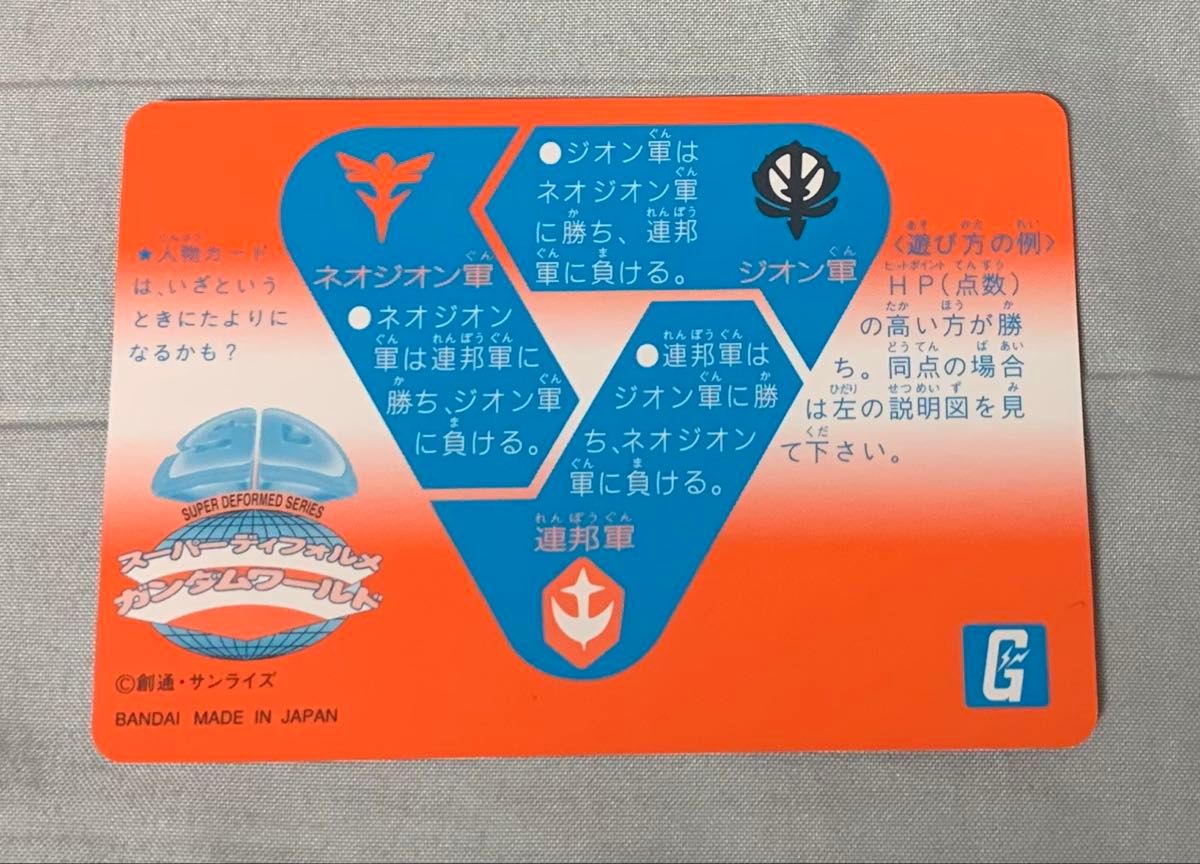 ●ジオン軍は
ネオジオン軍
に勝ち、連邦
軍に負ける。
ネオジオン軍
●ネオジオン
軍は連邦軍に
勝ち、ジオン軍
に負ける。
ジオン軍
●連邦軍は
ジオン軍に勝
ち、ネオジオン
軍に負ける。
連邦軍
★人物カード
は、いざという
ときにたよりに
なるかも?
〈遊び方の例〉
HP(点数)
の高い方が勝
ち。同点の場合
は左の説明図を見
て下さい。
SUPER DEFORMED SERIES
スーパーディフォルメ
ガンダムワールド
©創通・サンライズ
BANDAI MADE IN JAPAN
G